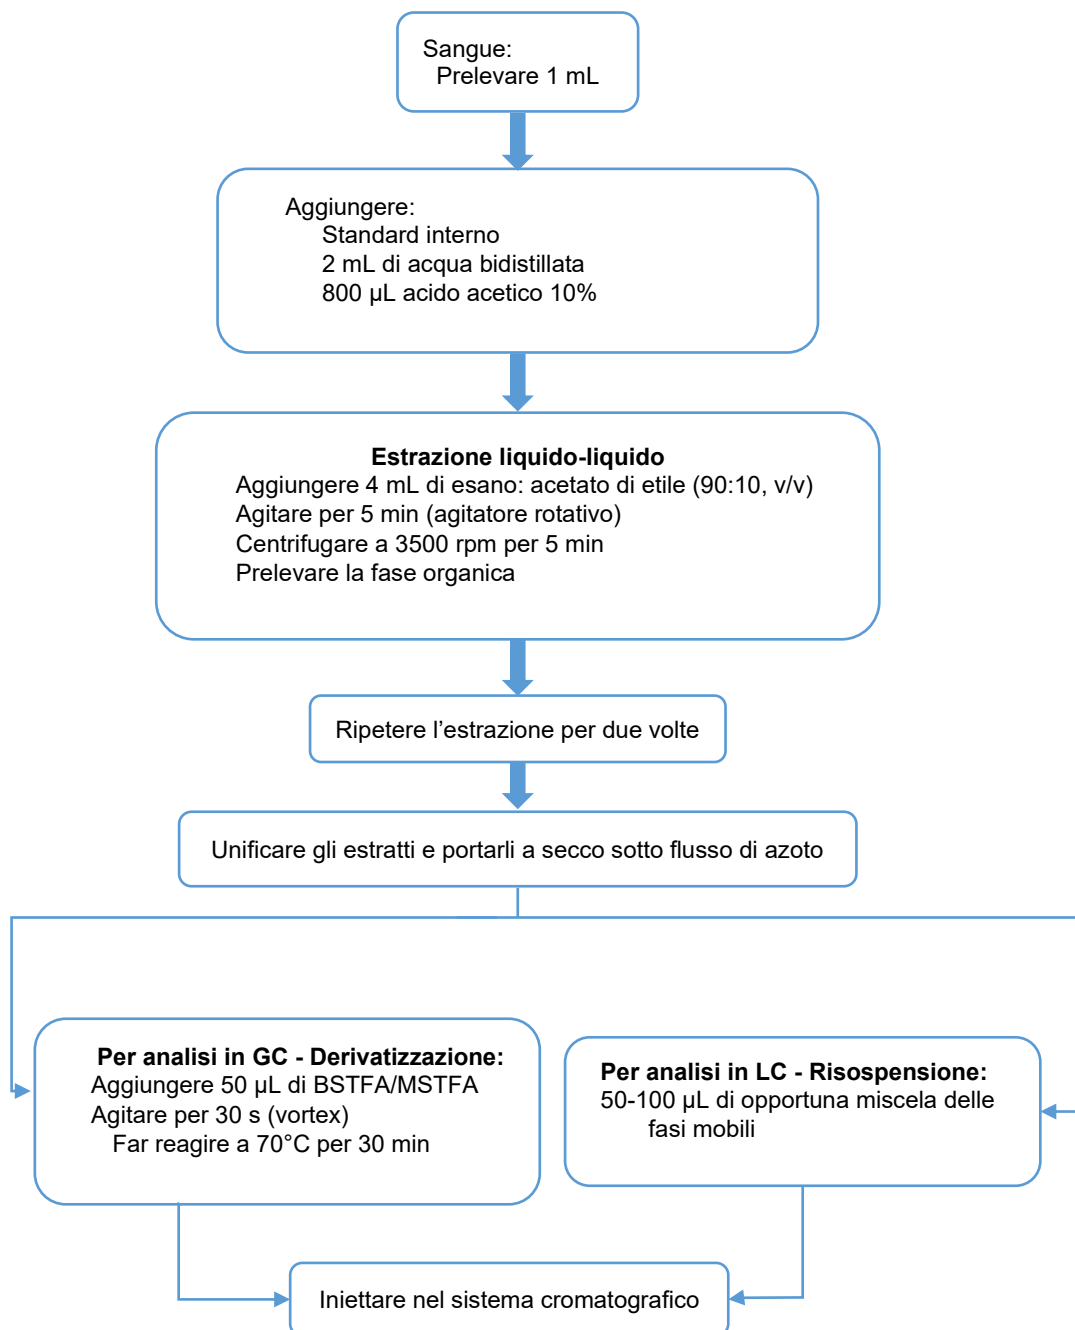 Sangue:
Prelevare 1 mL
Aggiungere:
Standard interno
2 mL di acqua bidistillata
800 µL acido acetico 10%
Estrazione liquido-liquido
Aggiungere 4 mL di esano: acetato di etile (90:10, v/v)
Agitare per 5 min (agitatore rotativo)
Centrifugare a 3500 rpm per 5 min
Prelevare la fase organica
Ripetere l’estrazione per due volte
Unificare gli estratti e portarli a secco sotto flusso di azoto
Per analisi in GC - Derivatizzazione:
Aggiungere 50 µL di BSTFA/MSTFA
Agitare per 30 s (vortex)
Far reagire a 70°C per 30 min
Per analisi in LC - Risospensione:
50-100 µL di opportuna miscela delle
fasi mobili
Iniettare nel sistema cromatografico